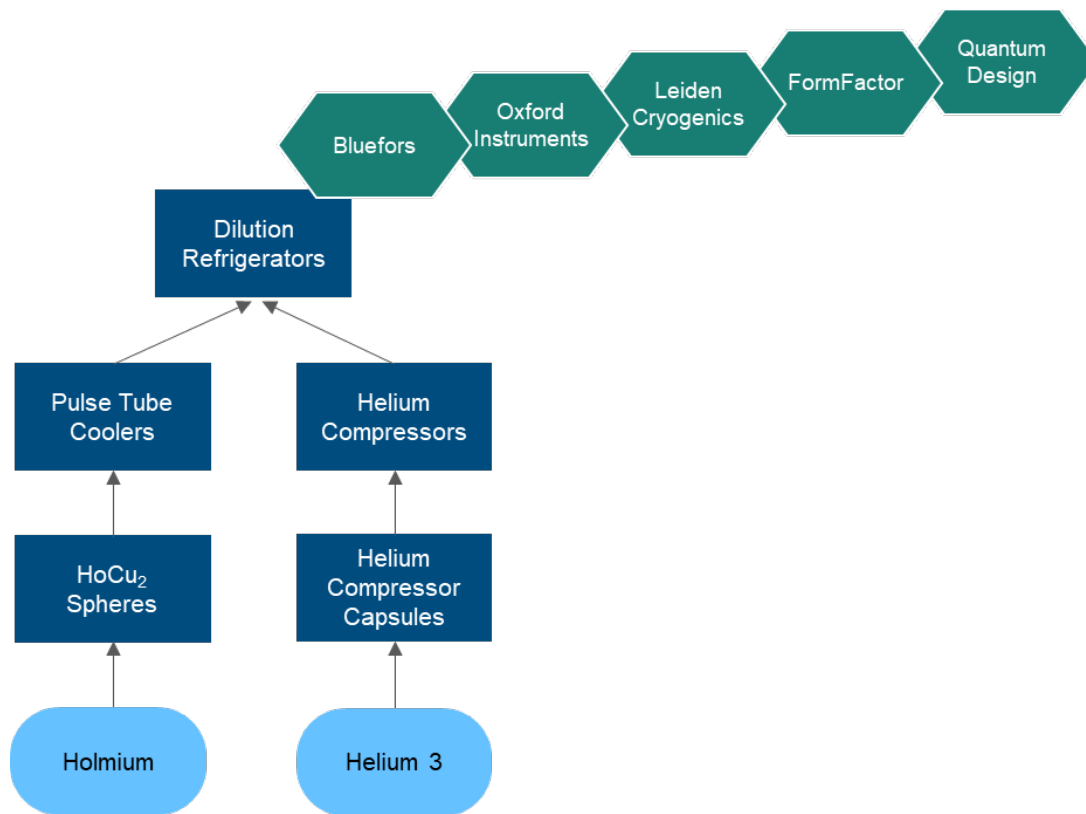 Quantum
Design
FormFactor
Leiden
Cryogenics
Oxford
Instruments
Bluefors
Dilution
Refrigerators
Pulse Tube
Coolers
Helium
Compressors
HoCu₂
Spheres
Helium
Compressor
Capsules
Holmium
Helium 3